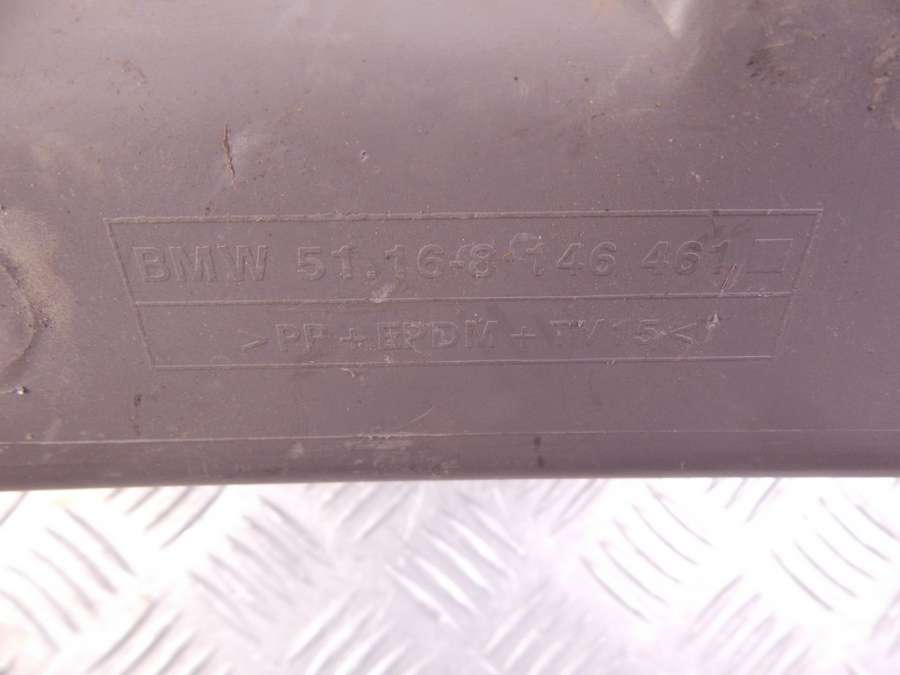 BMW 51.16-8 146 461
>PP + EPDM + TV15<